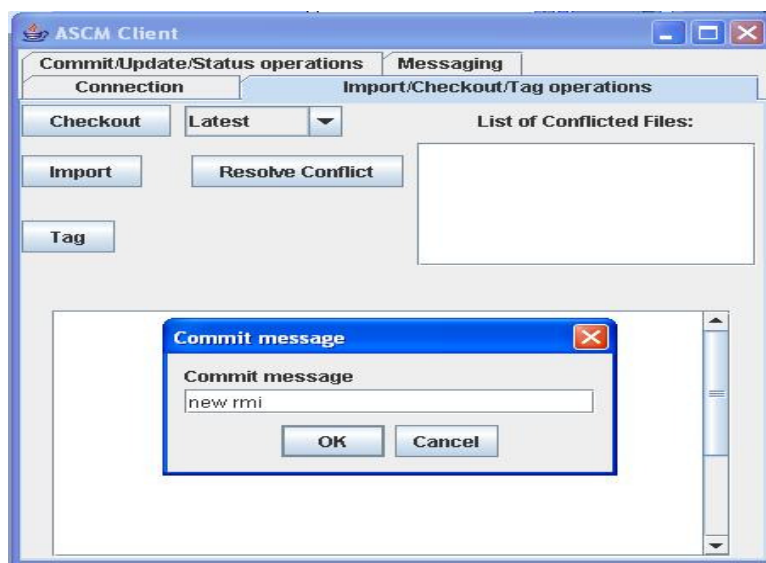 ASCM Client
Commit/Update/Status operations Messaging
Connection Import/Checkout/Tag operations
Checkout Latest List of Conflicted Files:
Import Resolve Conflict
Tag
Commit message
Commit message
new rmi
OK Cancel